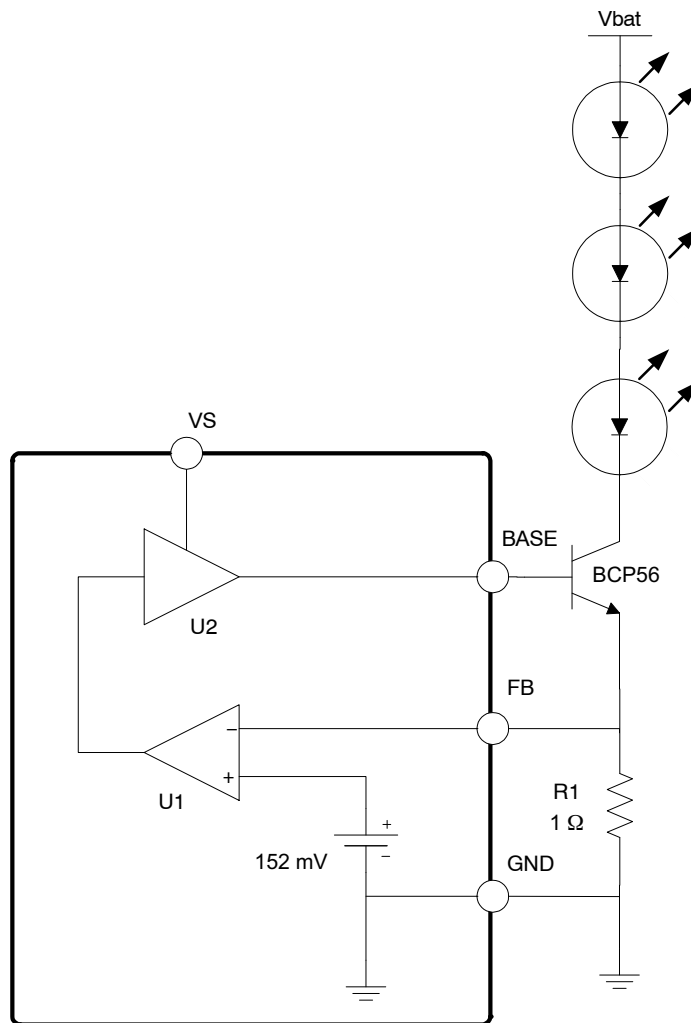 Vbat
VS
BASE
BCP56
U2
FB
−
+
U1
R1
1 Ω
+
−
152 mV
GND